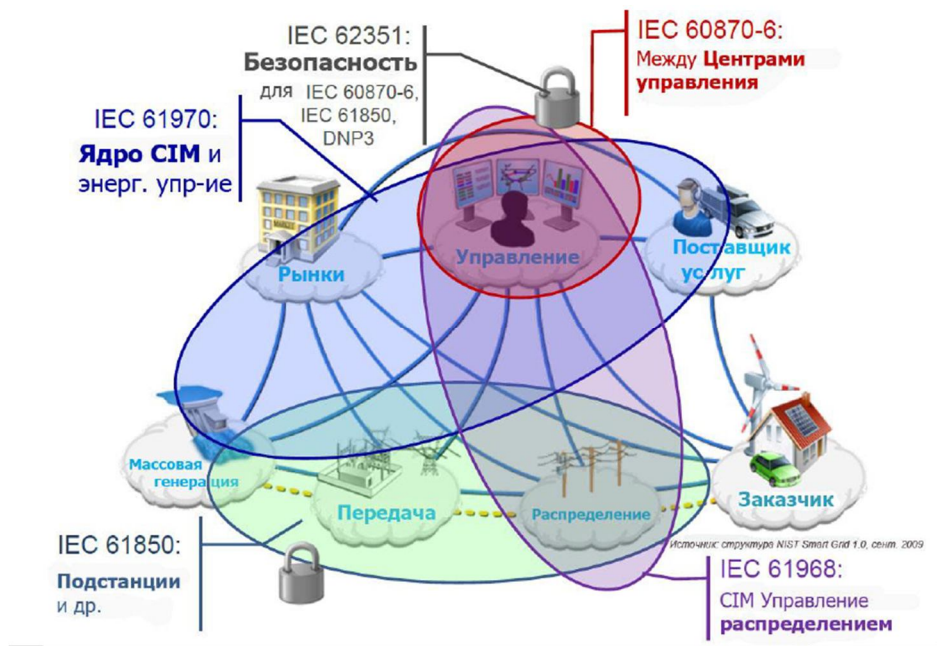 IEC 62351:
Безопасность
для IEC 60870-6,
IEC 61850,
DNP3
IEC 60870-6:
Между Центрами
управления
IEC 61970:
Ядро CIM и
энерг. упр-ие
Рынки
Управление
Поставщик
услуг
Массовая
генерация
Передача
Распределение
Заказчик
Источник: структура NIST Smart Grid 1.0, сент. 2009
IEC 61850:
Подстанции
и др.
IEC 61968:
CIM Управление
распределением